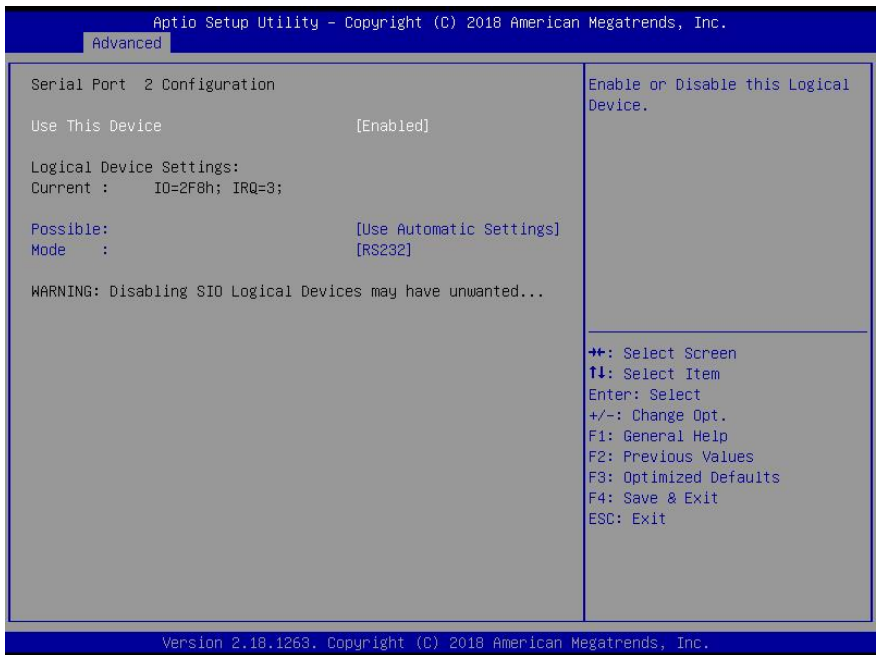 Aptio Setup Utility – Copyright (C) 2018 American Megatrends, Inc.
Advanced
Serial Port 2 Configuration
Use This Device [Enabled]
Logical Device Settings:
Current : IO=2F8h; IRQ=3;
Possible: [Use Automatic Settings]
Mode : [RS232]
WARNING: Disabling SIO Logical Devices may have unwanted...
Enable or Disable this Logical
Device.
→←: Select Screen
↑↓: Select Item
Enter: Select
+/-: Change Opt.
F1: General Help
F2: Previous Values
F3: Optimized Defaults
F4: Save & Exit
ESC: Exit
Version 2.18.1263. Copyright (C) 2018 American Megatrends, Inc.